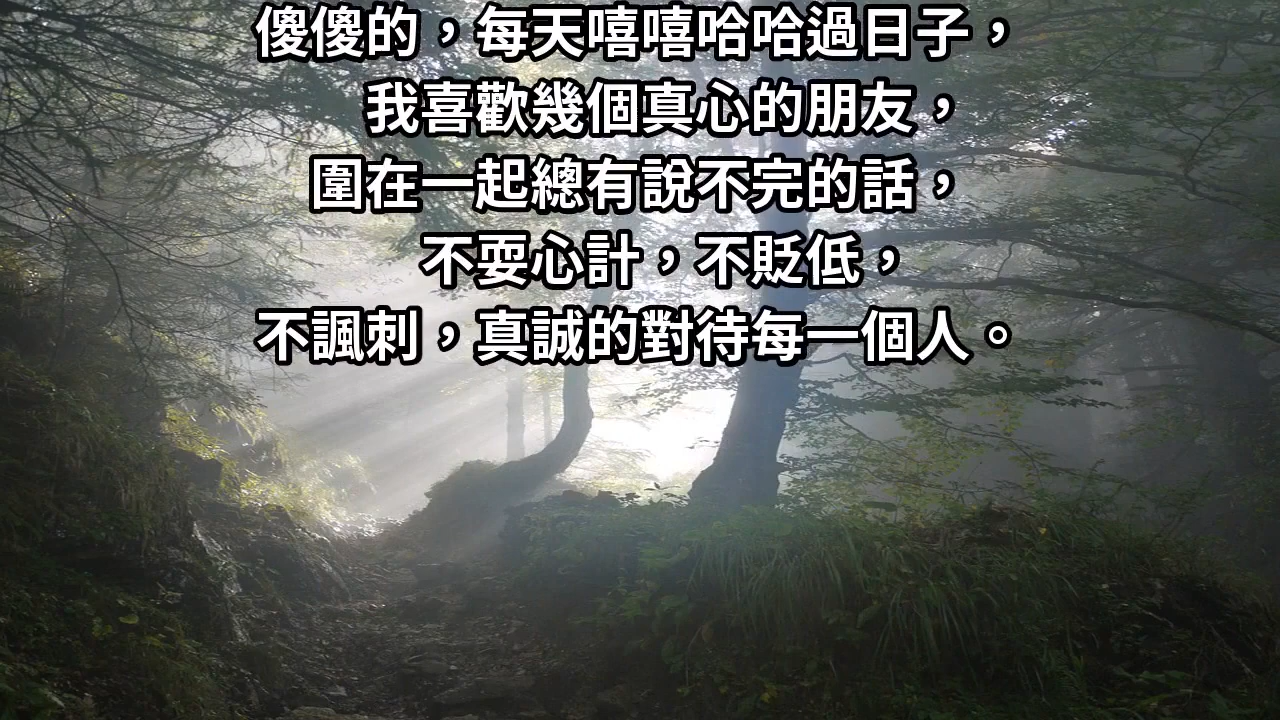 傻傻的，每天嘻嘻哈哈過日子，
我喜歡幾個真心的朋友，
圍在一起總有說不完的話，
不耍心計，不貶低，
不諷刺，真誠的對待每一個人。